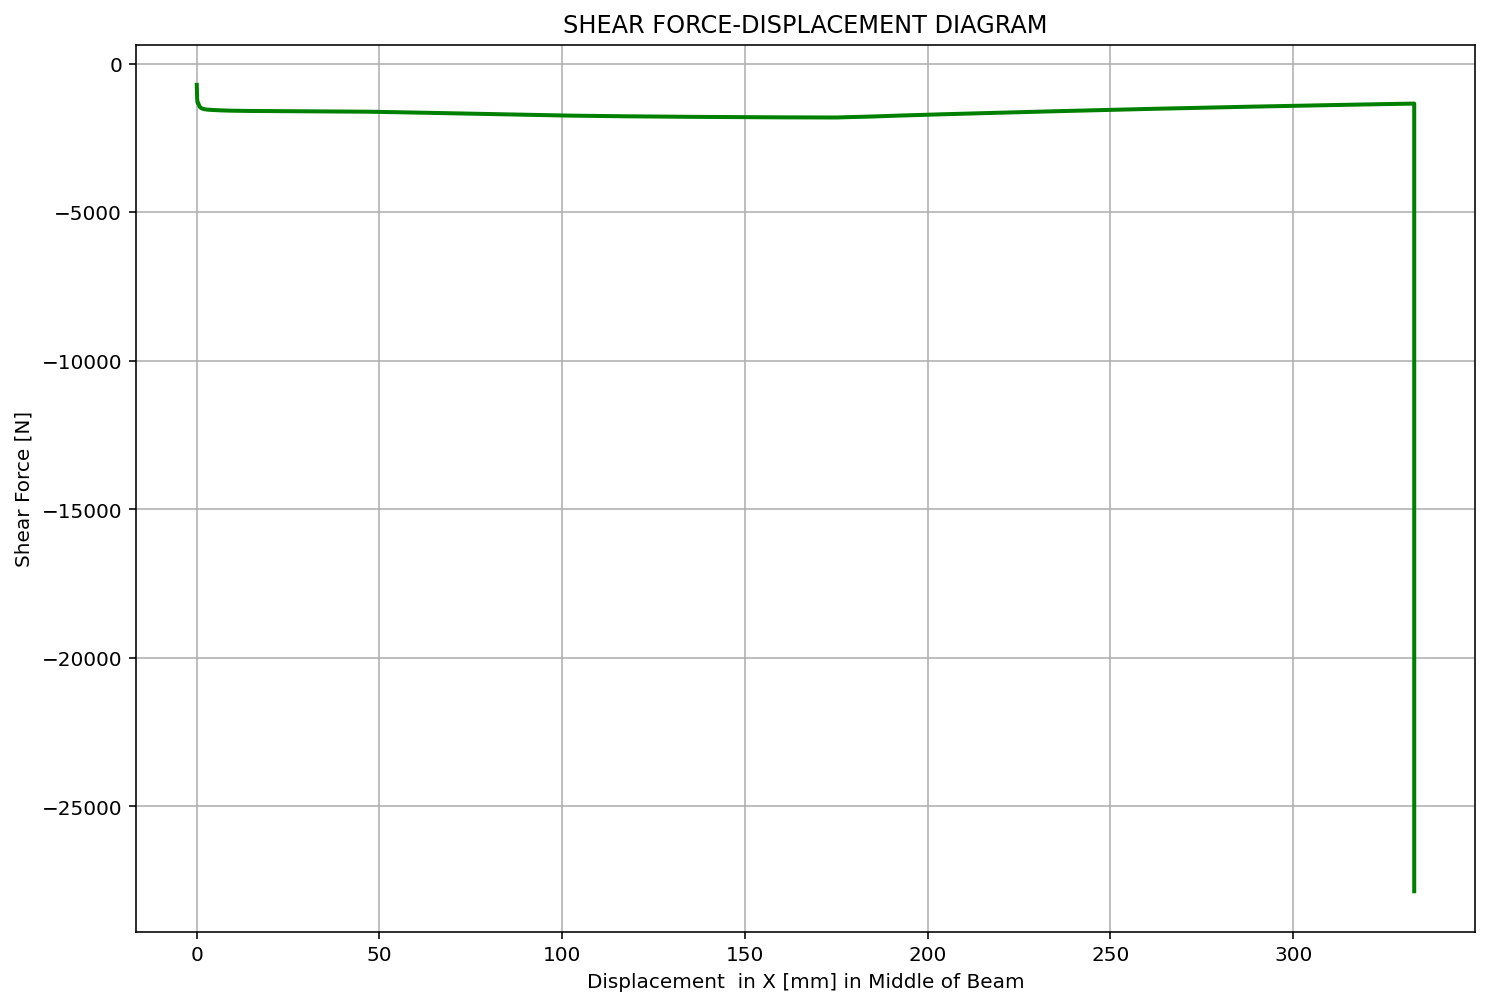 SHEAR FORCE-DISPLACEMENT DIAGRAM
0
−5000
−10000
−15000
−20000
−25000
Shear Force [N]
0 50 100 150 200 250 300
Displacement  in X [mm] in Middle of Beam